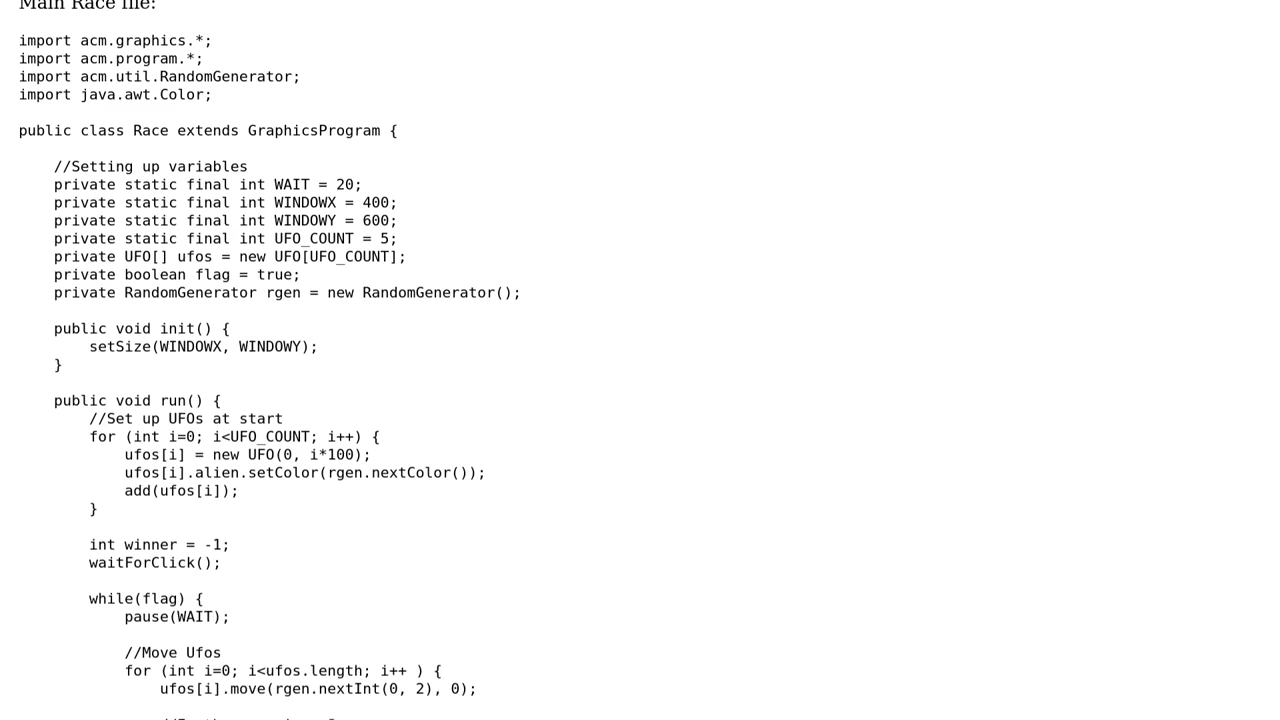 Main Race file:
import acm.graphics.*;
import acm.program.*;
import acm.util.RandomGenerator;
import java.awt.Color;
public class Race extends GraphicsProgram {
//Setting up variables
private static final int WAIT = 20;
private static final int WINDOWX = 400;
private static final int WINDOWY = 600;
private static final int UFO_COUNT = 5;
private UFO[] ufos = new UFO[UFO_COUNT];
private boolean flag = true;
private RandomGenerator rgen = new RandomGenerator();
public void init() {
setSize(WINDOWX, WINDOWY);
}
public void run() {
//Set up UFOs at start
for (int i=0; i<UFO_COUNT; i++) {
ufos[i] = new UFO(0, i*100);
ufos[i].alien.setColor(rgen.nextColor());
add(ufos[i]);
}
int winner = -1;
waitForClick();
while(flag) {
pause(WAIT);
//Move Ufos
for (int i=0; i<ufos.length; i++ ) {
ufos[i].move(rgen.nextInt(0, 2), 0);